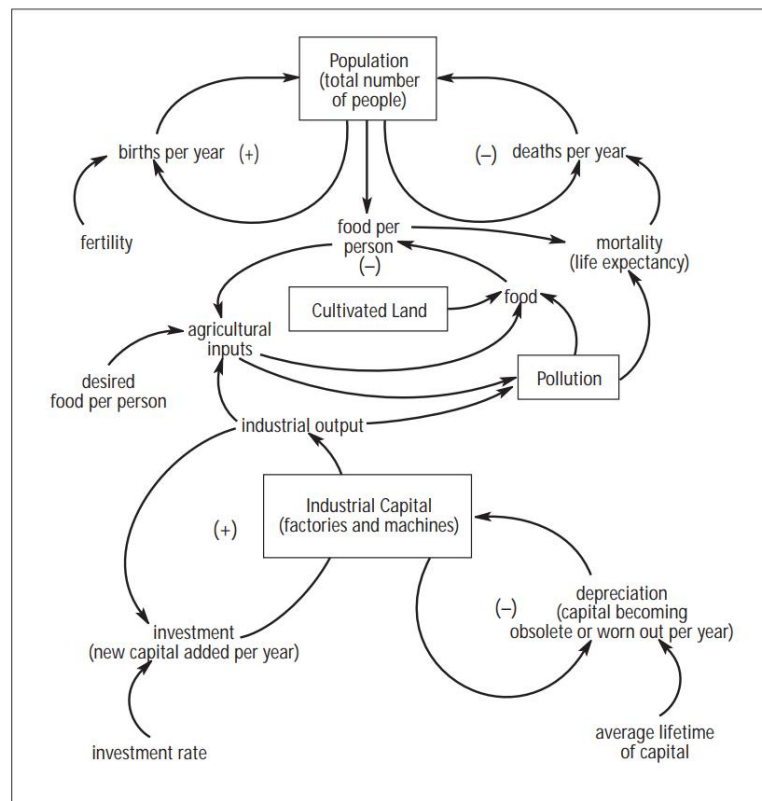 Population
(total number
of people)
births per year
(+)
(–)
deaths per year
fertility
food per
person
(–)
mortality
(life expectancy)
Cultivated Land
food
agricultural
inputs
Pollution
desired
food per person
industrial output
Industrial Capital
(factories and machines)
(+)
depreciation
(capital becoming
obsolete or worn out per year)
(–)
investment
(new capital added per year)
investment rate
average lifetime
of capital